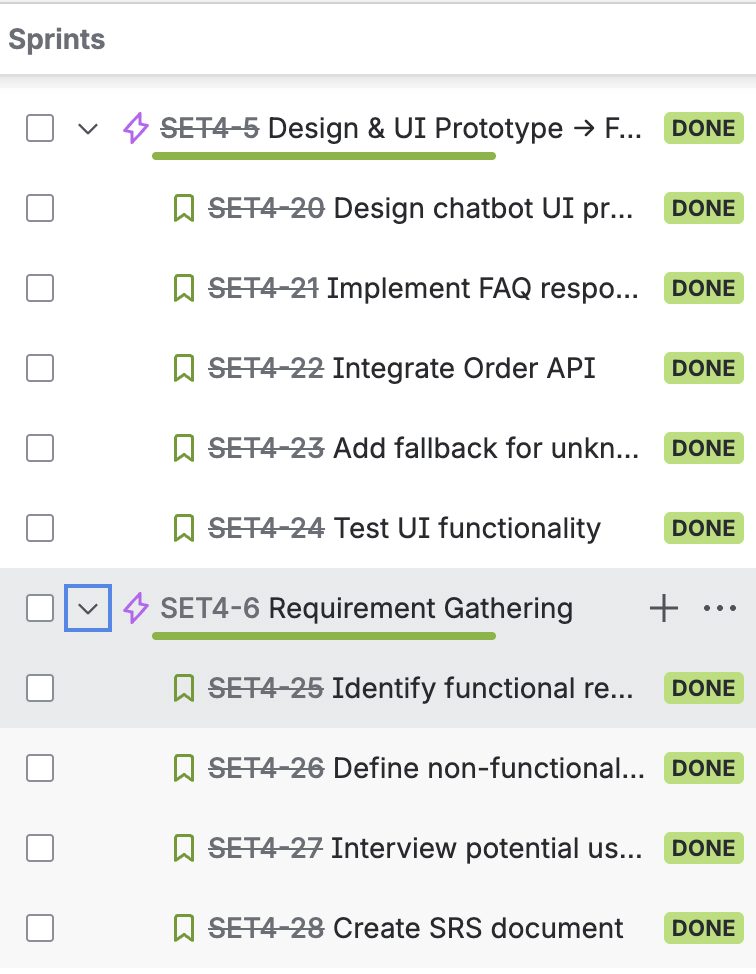 Sprints
SET4-5 Design & UI Prototype → F... DONE
SET4-20 Design chatbot UI pr... DONE
SET4-21 Implement FAQ respo... DONE
SET4-22 Integrate Order API DONE
SET4-23 Add fallback for unkn... DONE
SET4-24 Test UI functionality DONE
SET4-6 Requirement Gathering
SET4-25 Identify functional re... DONE
SET4-26 Define non-functional... DONE
SET4-27 Interview potential us... DONE
SET4-28 Create SRS document DONE